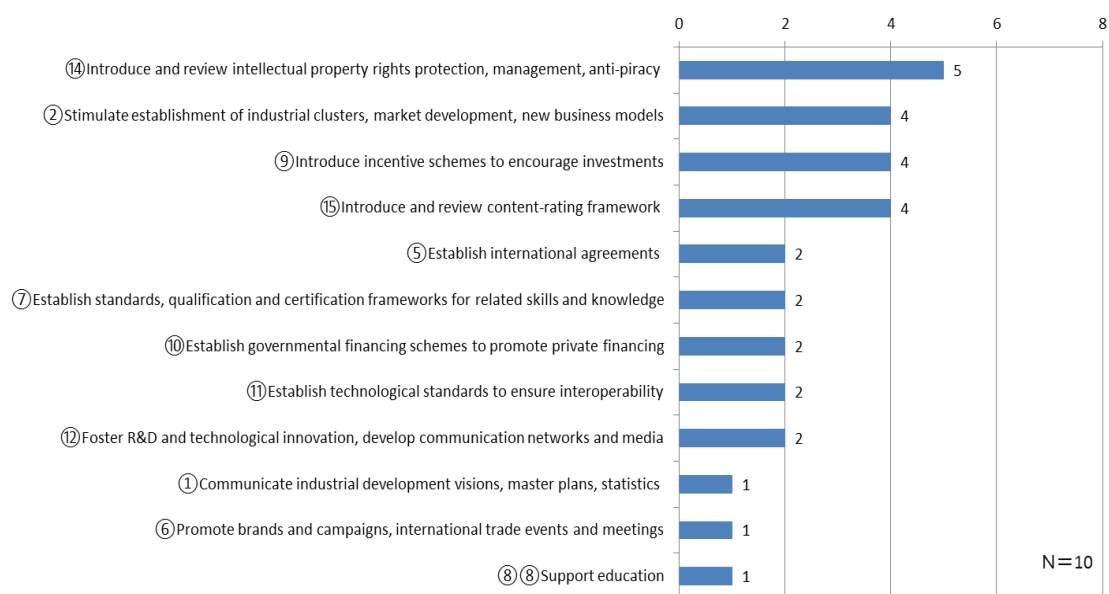 0 2 4 6 8
⑭Introduce and review intellectual property rights protection, management, anti-piracy 5
②Stimulate establishment of industrial clusters, market development, new business models 4
⑨Introduce incentive schemes to encourage investments 4
⑮Introduce and review content-rating framework 4
⑤Establish international agreements 2
⑦Establish standards, qualification and certification frameworks for related skills and knowledge 2
⑩Establish governmental financing schemes to promote private financing 2
⑪Establish technological standards to ensure interoperability 2
⑫Foster R&D and technological innovation, develop communication networks and media 2
①Communicate industrial development visions, master plans, statistics 1
⑥Promote brands and campaigns, international trade events and meetings 1
N=10
⑧⑧Support education 1